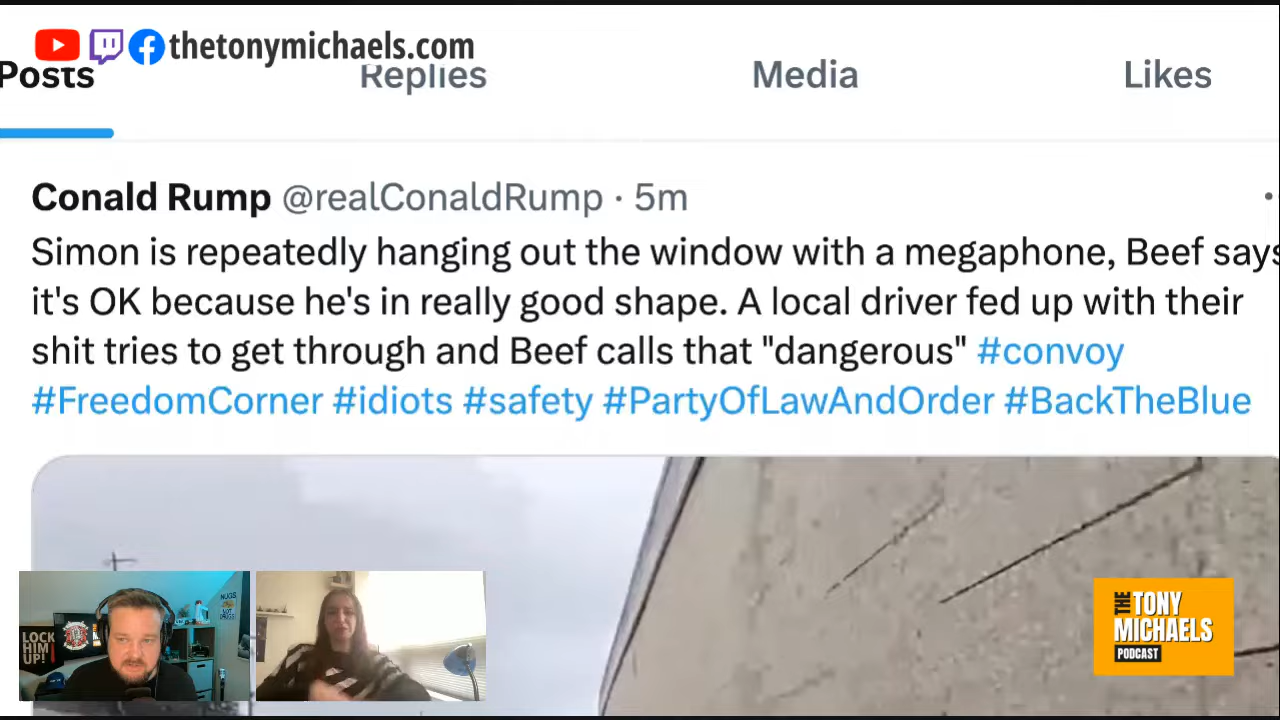 thetonymichaels.com
Posts
Replies
Media
Likes
Conald Rump @realConaldRump · 5m
Simon is repeatedly hanging out the window with a megaphone, Beef says
it's OK because he's in really good shape. A local driver fed up with their
shit tries to get through and Beef calls that "dangerous" #convoy
#FreedomCorner #idiots #safety #PartyOfLawAndOrder #BackTheBlue
LOCK
HIM
UP!
THE
TONY
MICHAELS
PODCAST